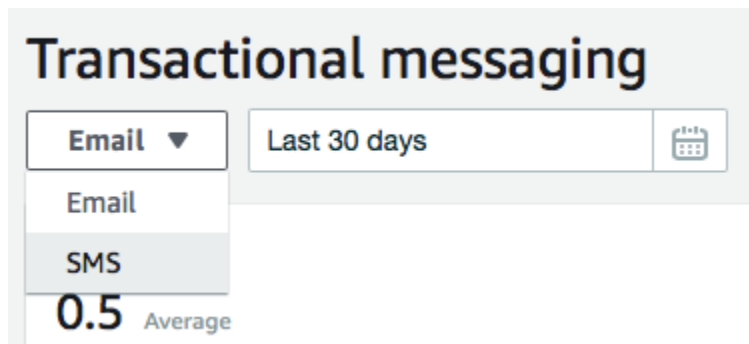 Transactional messaging
Email Last 30 days
Email
SMS
0.5 Average